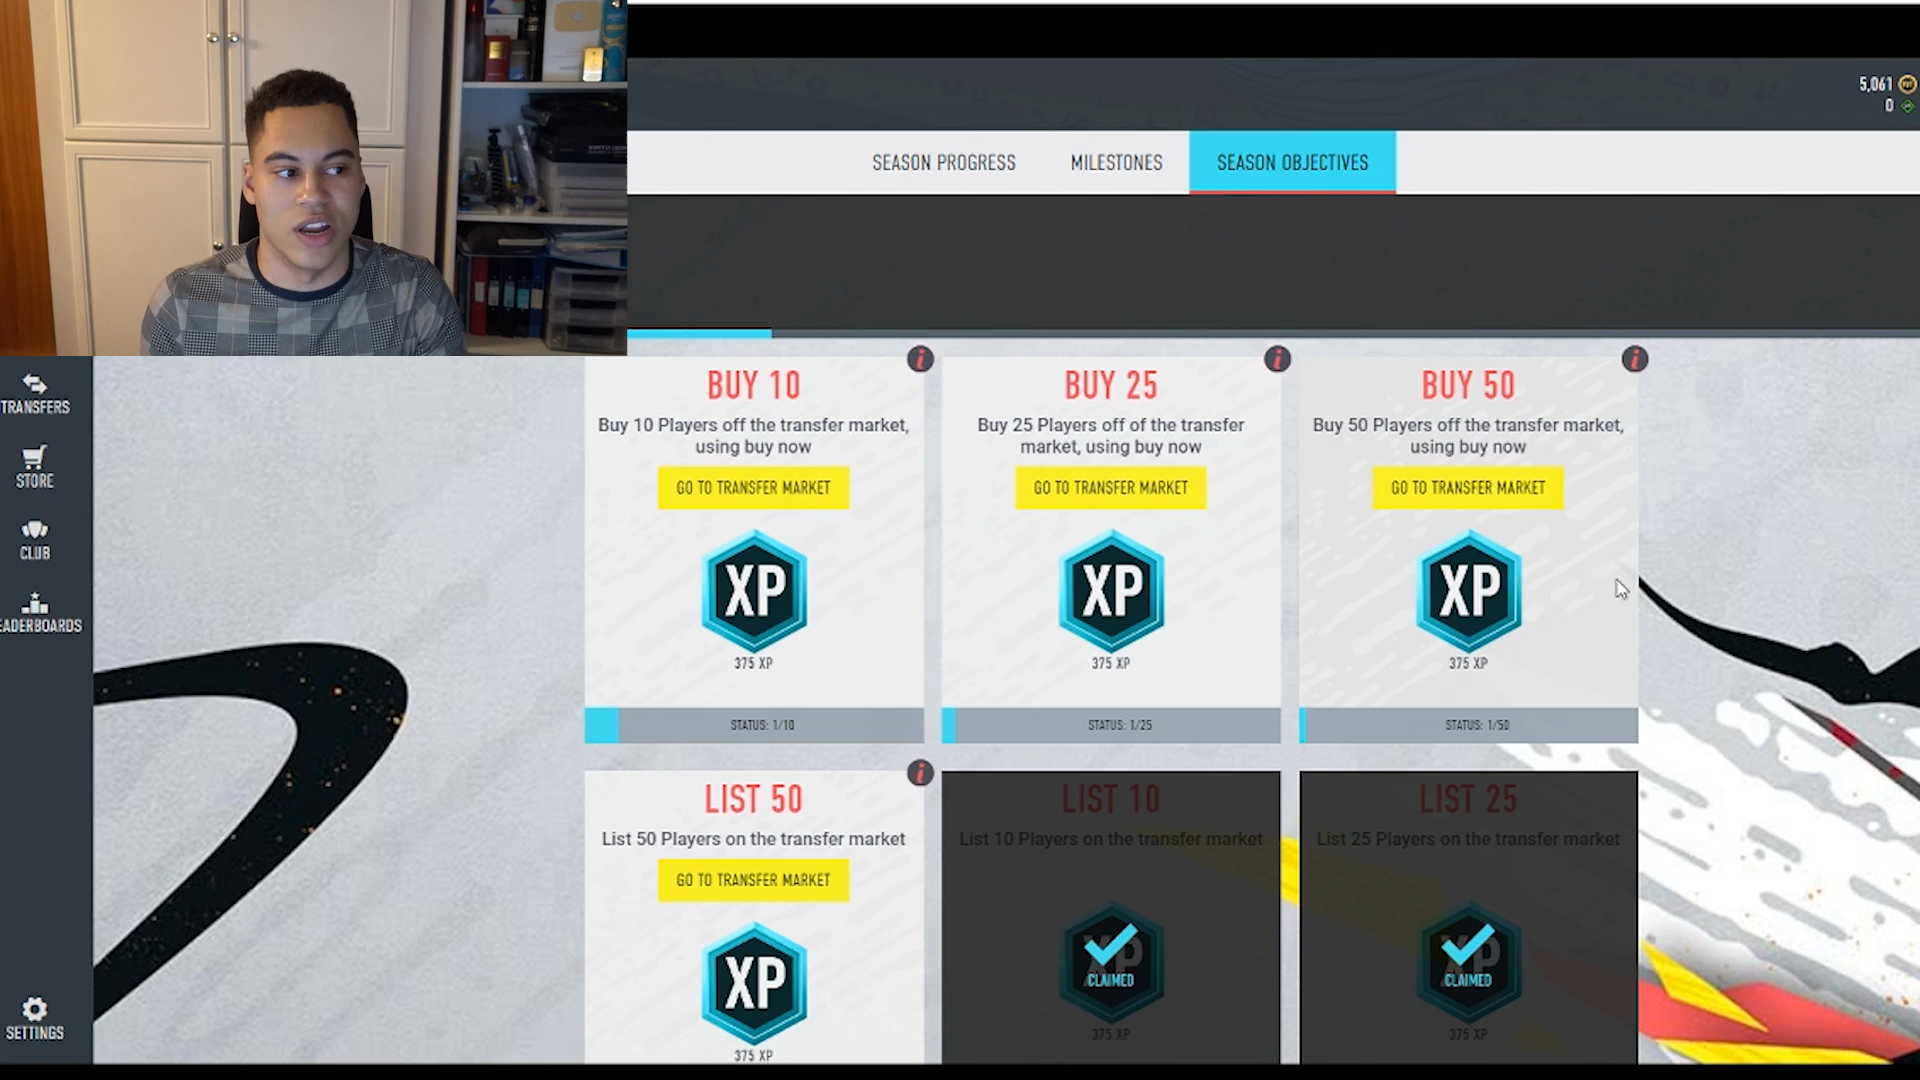 5,061
0
SEASON PROGRESS
MILESTONES
SEASON OBJECTIVES
TRANSFERS
STORE
CLUB
EADERBOARDS
SETTINGS
BUY 10
Buy 10 Players off the transfer market,
using buy now
GO TO TRANSFER MARKET
XP
375 XP
STATUS: 1/10
BUY 25
Buy 25 Players off of the transfer
market, using buy now
GO TO TRANSFER MARKET
XP
375 XP
STATUS: 1/25
BUY 50
Buy 50 Players off the transfer market,
using buy now
GO TO TRANSFER MARKET
XP
375 XP
STATUS: 1/50
LIST 50
List 50 Players on the transfer market
GO TO TRANSFER MARKET
XP
375 XP
LIST 10
List 10 Players on the transfer market
XP
CLAIMED
375 XP
LIST 25
List 25 Players on the transfer market
XP
CLAIMED
375 XP